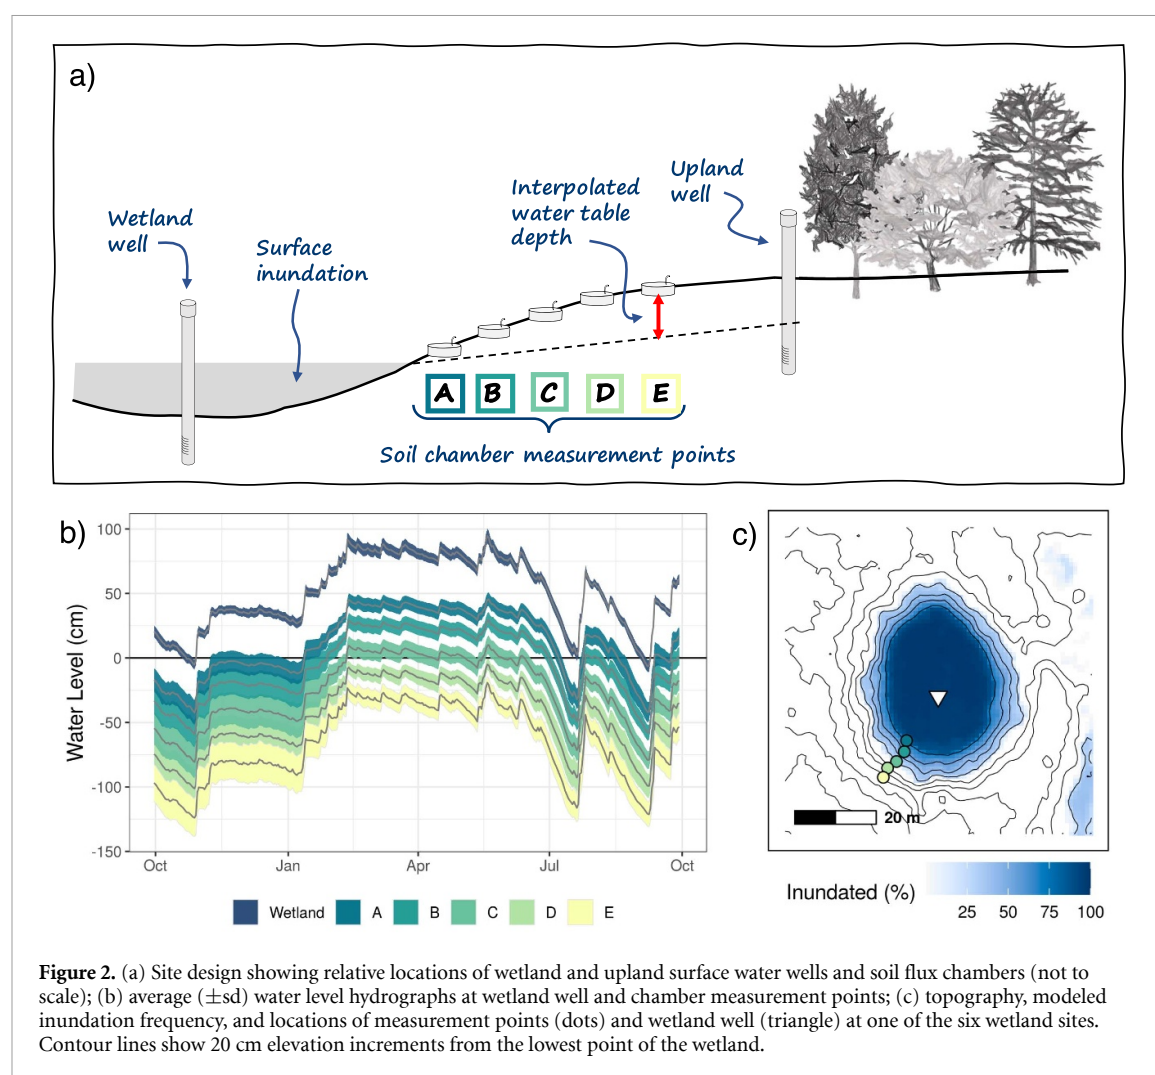 a)
Wetland
well
Surface
inundation
Interpolated
water table
depth
Upland
well
A B C D E
Soil chamber measurement points
b)
Water Level (cm)
100
50
0
-50
-100
-150
Oct Jan Apr Jul Oct
Wetland A B C D E
c)
20 m
Inundated (%)
25 50 75 100
Figure 2. (a) Site design showing relative locations of wetland and upland surface water wells and soil flux chambers (not to
scale); (b) average (±sd) water level hydrographs at wetland well and chamber measurement points; (c) topography, modeled
inundation frequency, and locations of measurement points (dots) and wetland well (triangle) at one of the six wetland sites.
Contour lines show 20 cm elevation increments from the lowest point of the wetland.